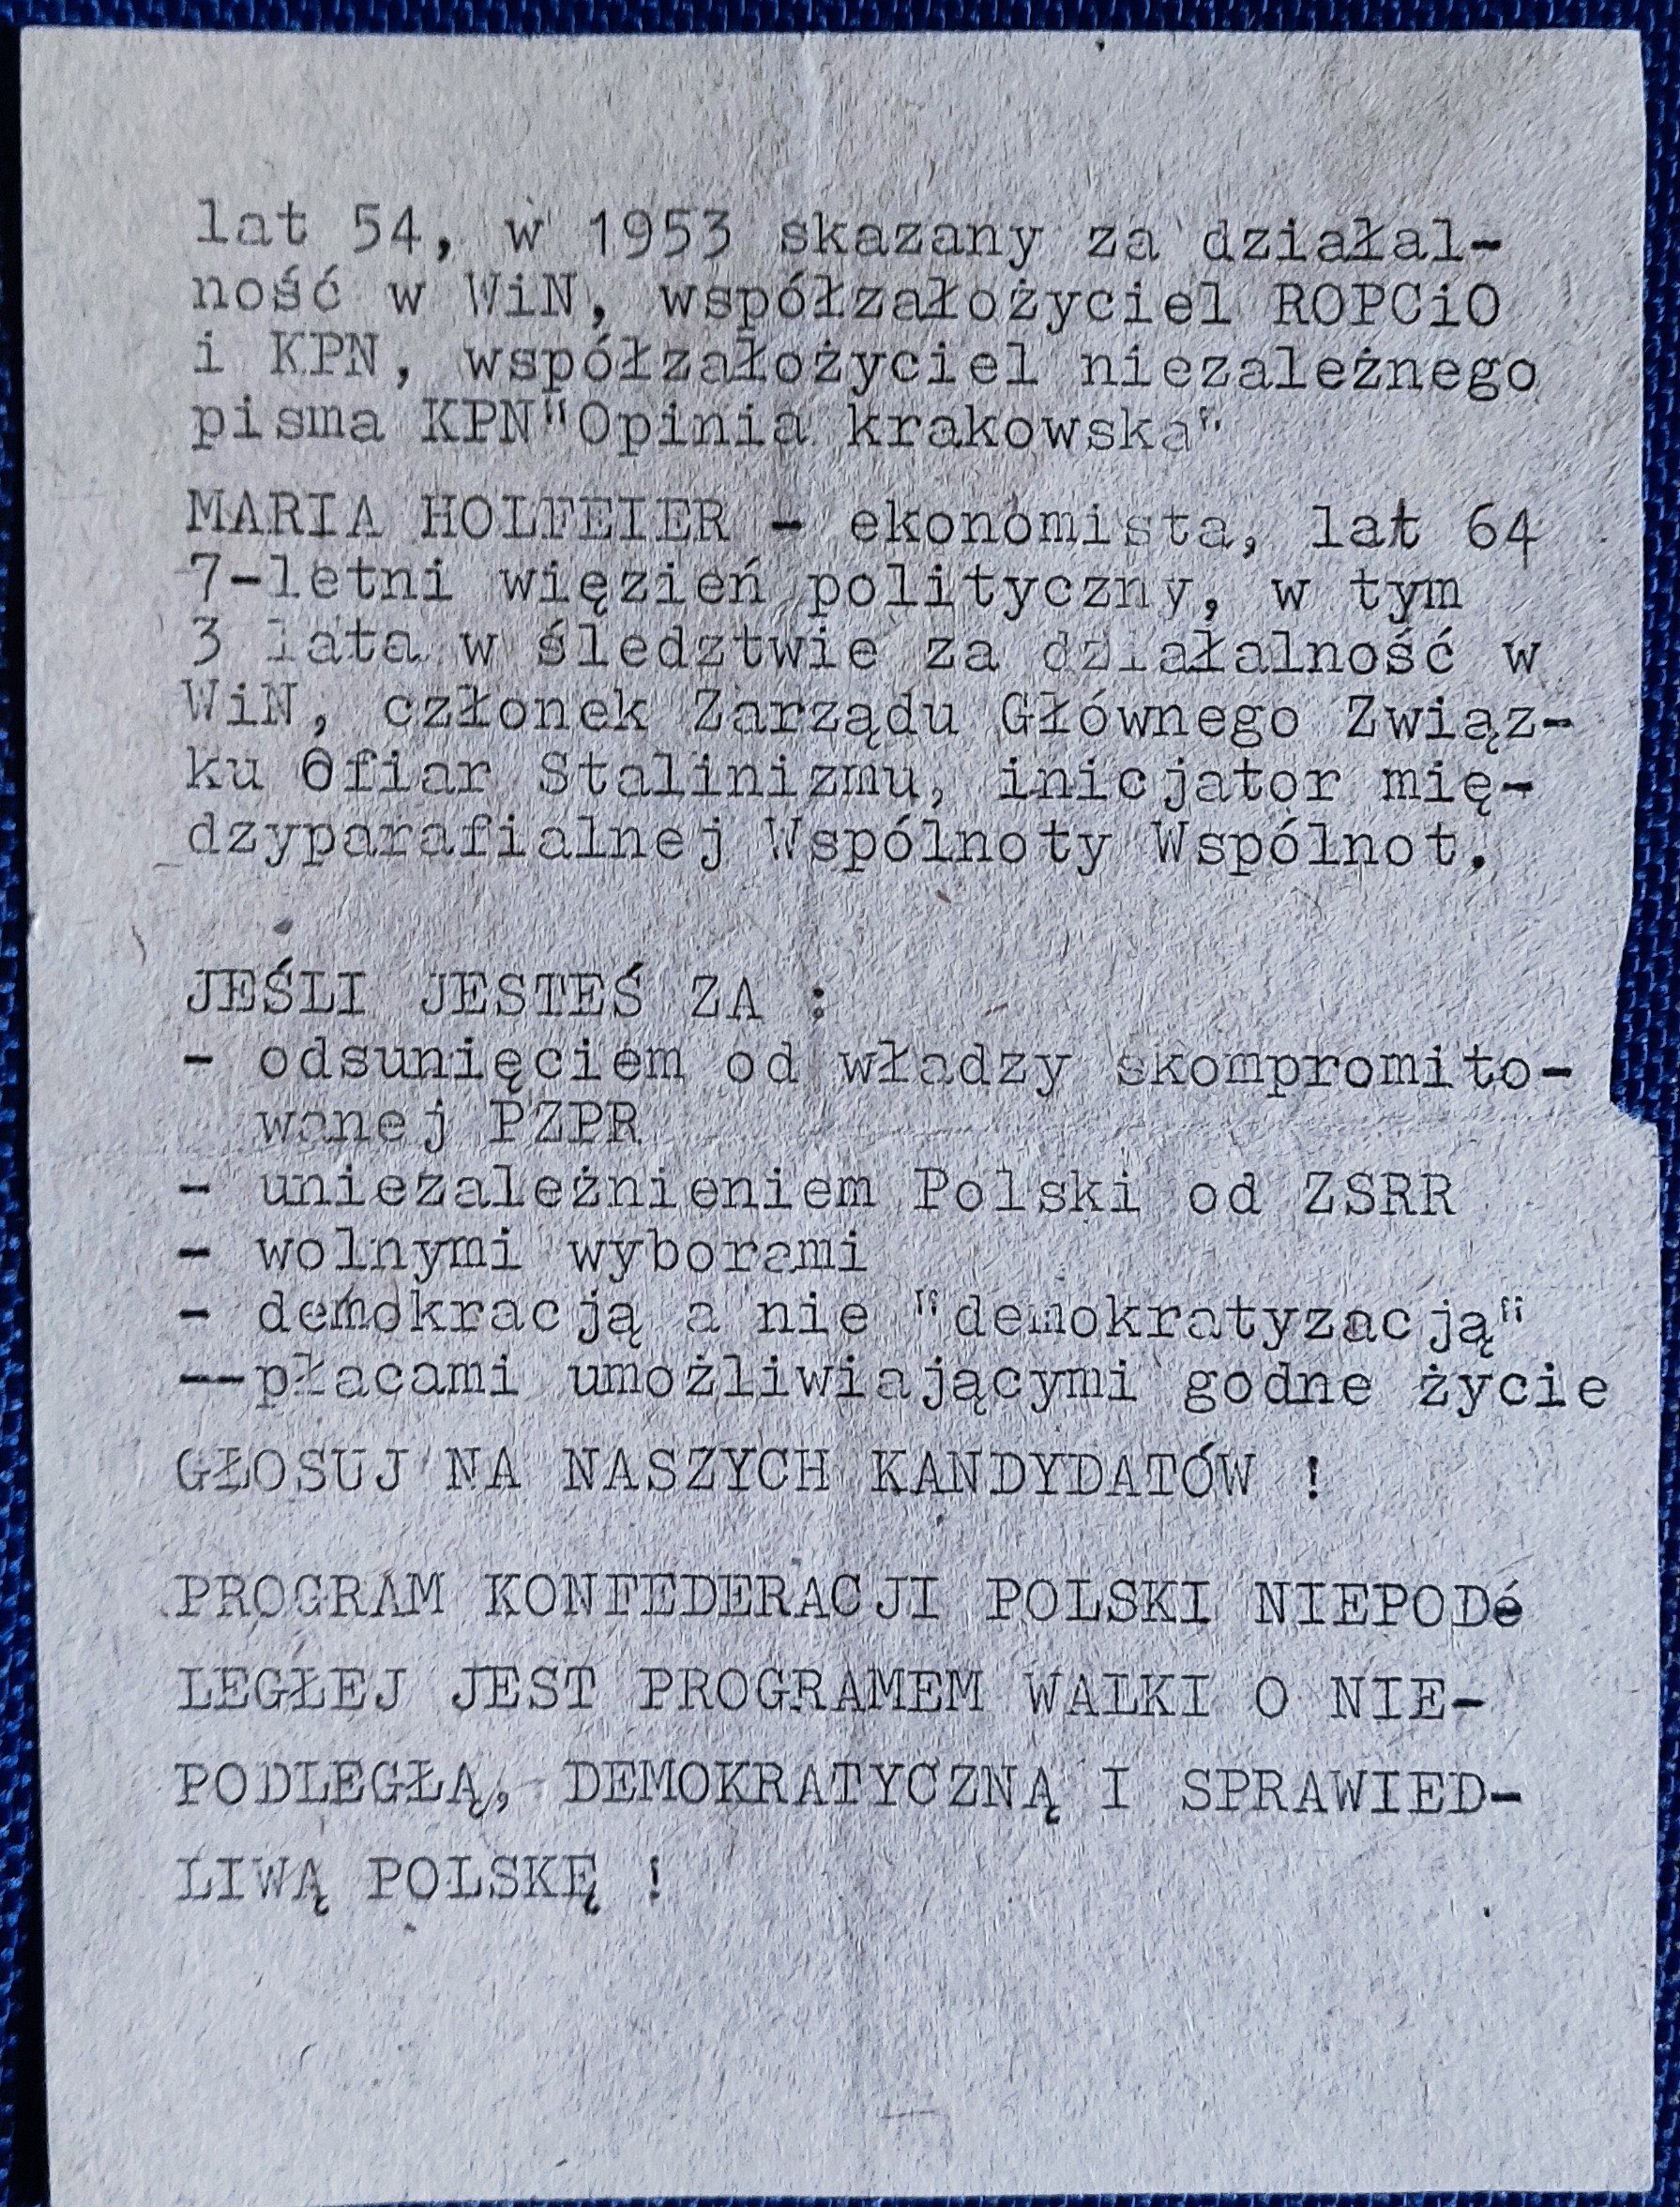 lat 54, w 1953 skazany za działal-
ność w WiN, współzałożyciel ROPCiO
i KPN, współzałożyciel niezależnego
pisma KPN"Opinia krakowska"
MARIA HOLFEIER - ekonomista, lat 64
7-letni więzień polityczny, w tym
3 lata w śledztwie za działalność w
WiN, członek Zarządu Głównego Związ-
ku Ofiar Stalinizmu, inicjator mię-
dzyparafialnej Wspólnoty Wspólnot.
JEŚLI JESTEŚ ZA :
- odsunięciem od władzy skompromito-
wanej PZPR
- uniezależnieniem Polski od ZSRR
- wolnymi wyborami
- demokracją a nie "demokratyzacją"
--płacami umożliwiającymi godne życie
GŁOSUJ NA NASZYCH KANDYDATÓW !
PROGRAM KONFEDERACJI POLSKI NIEPODé
LEGŁEJ JEST PROGRAMEM WALKI O NIE-
PODLEGŁĄ, DEMOKRATYCZNĄ I SPRAWIED-
LIWĄ POLSKĘ !